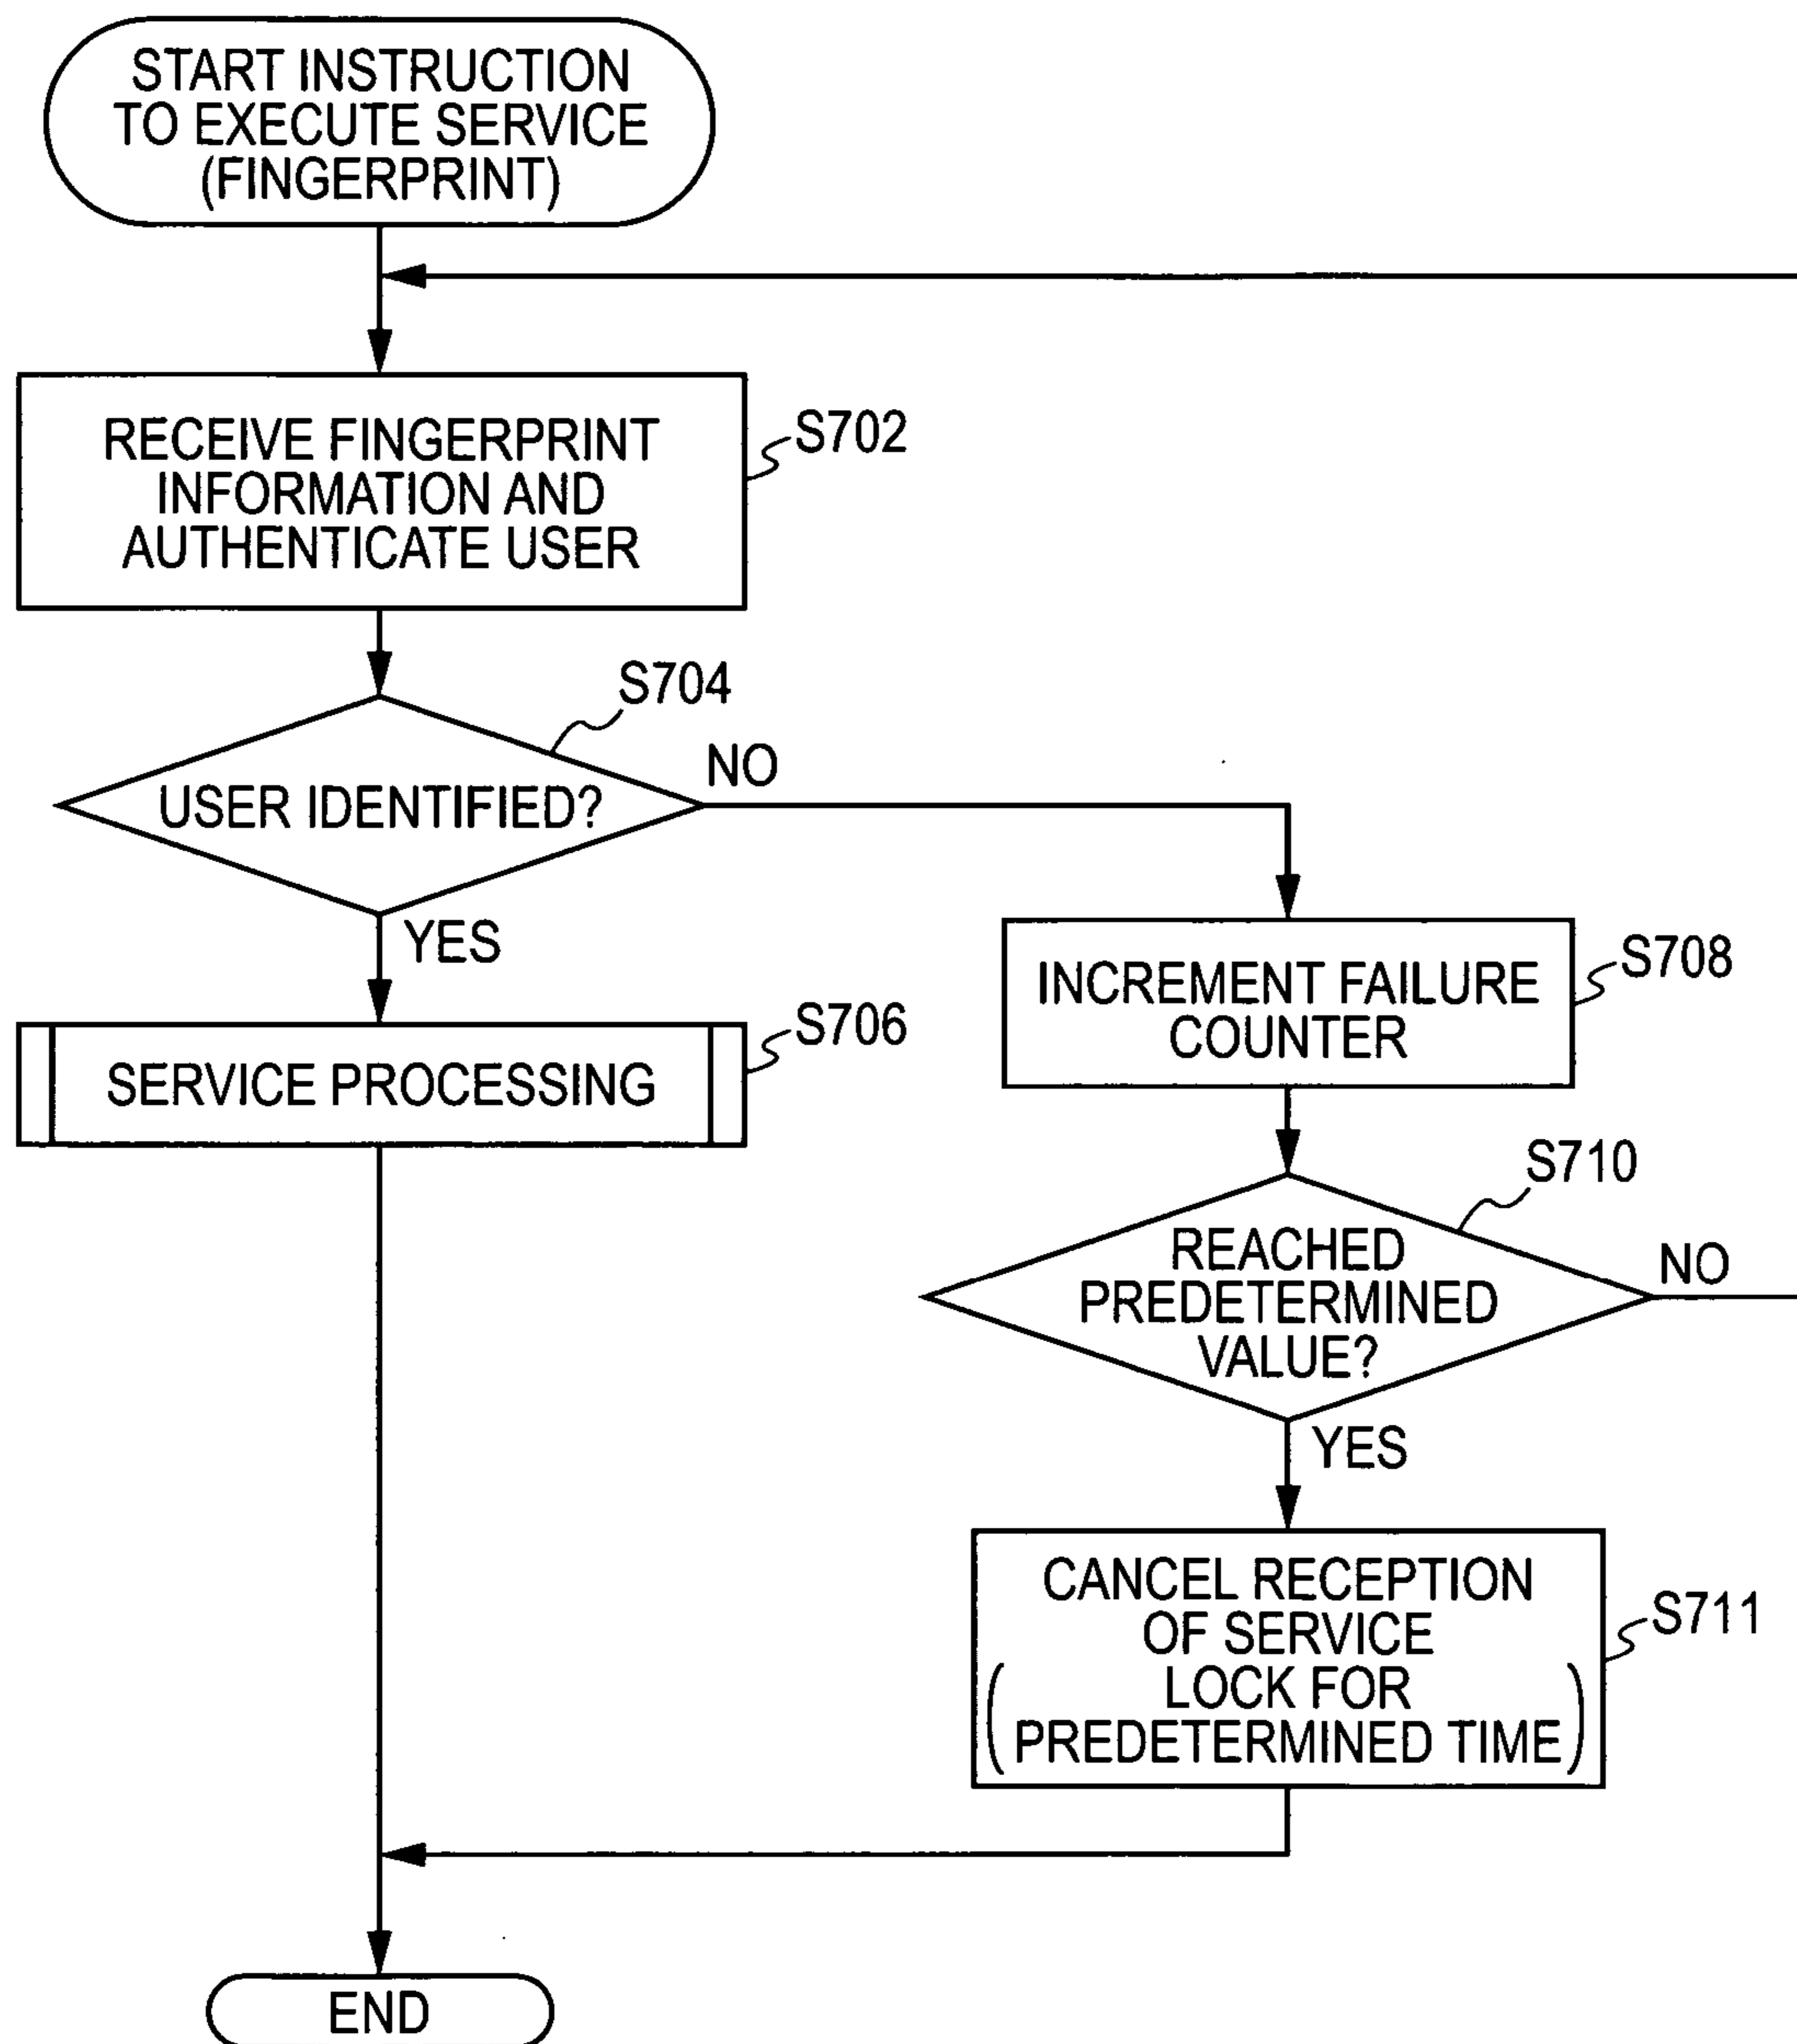 START INSTRUCTION
TO EXECUTE SERVICE
(FINGERPRINT)
RECEIVE FINGERPRINT
INFORMATION AND
AUTHENTICATE USER
S702
S704
USER IDENTIFIED?
NO
YES
SERVICE PROCESSING
S706
INCREMENT FAILURE
COUNTER
S708
S710
REACHED
PREDETERMINED
VALUE?
NO
YES
CANCEL RECEPTION
OF SERVICE
(LOCK FOR
PREDETERMINED TIME)
S711
END